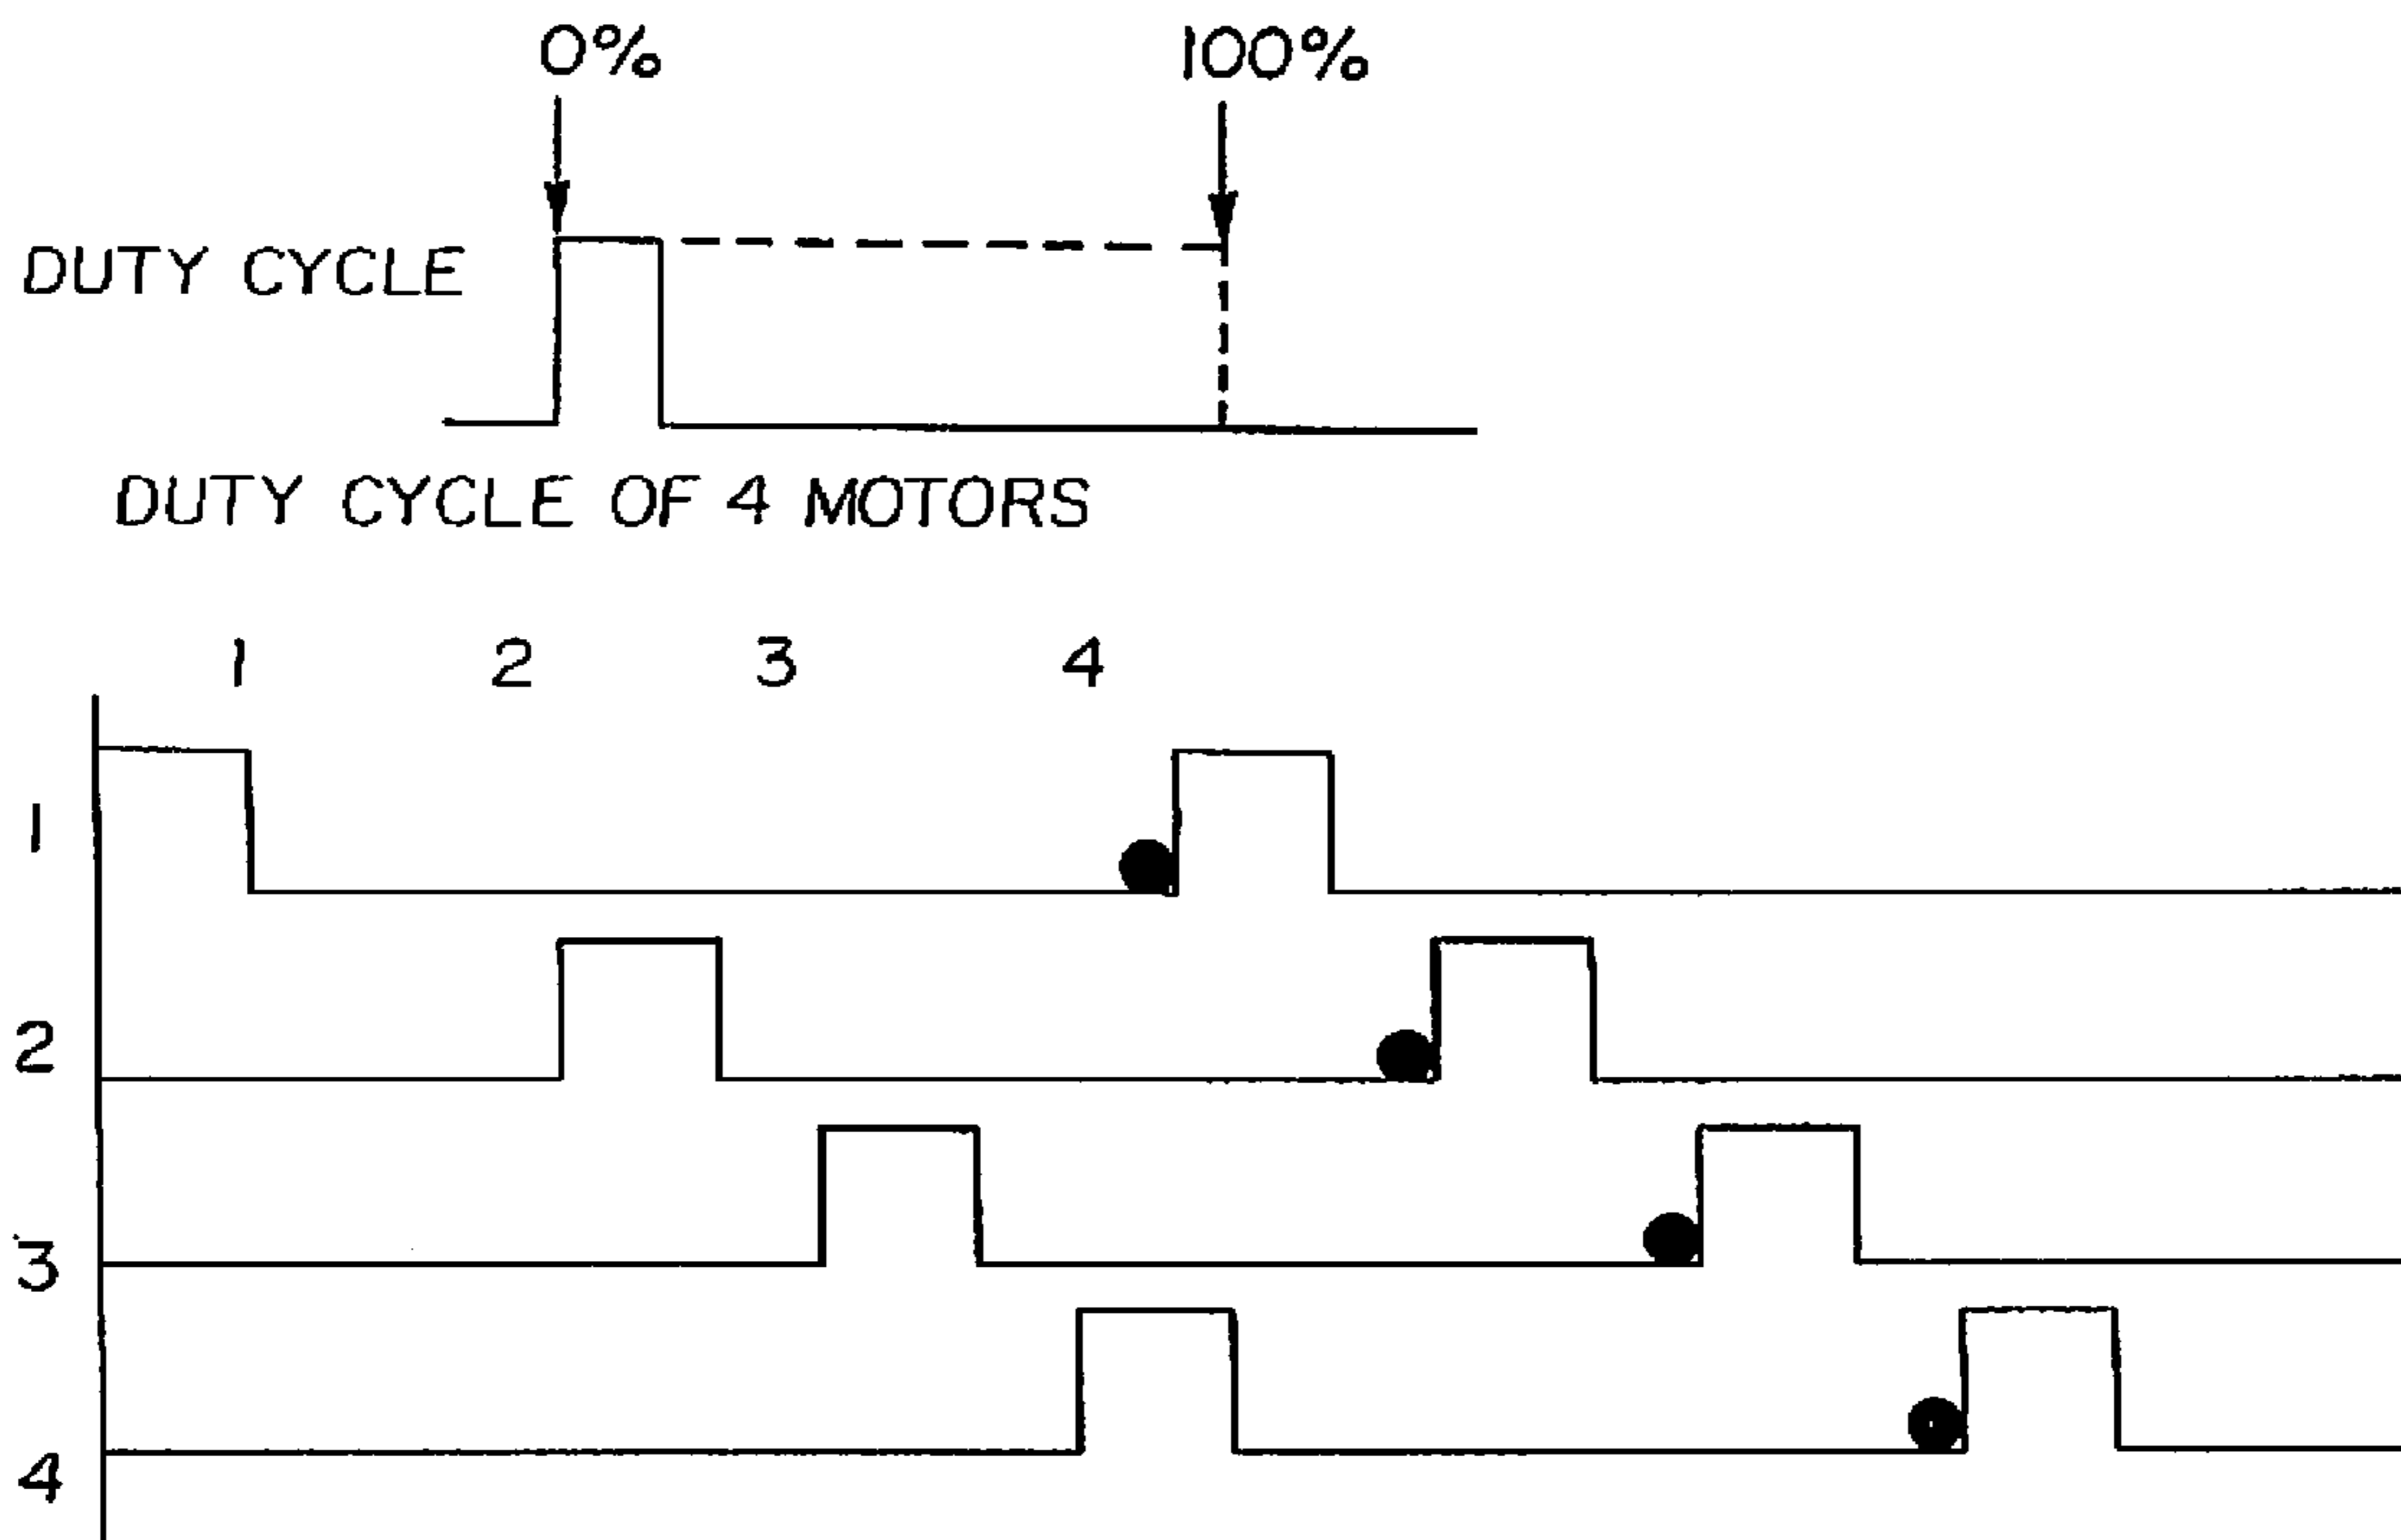 0% 100%
DUTY CYCLE
DUTY CYCLE OF 4 MOTORS
1 2 3 4
1
2
3
4